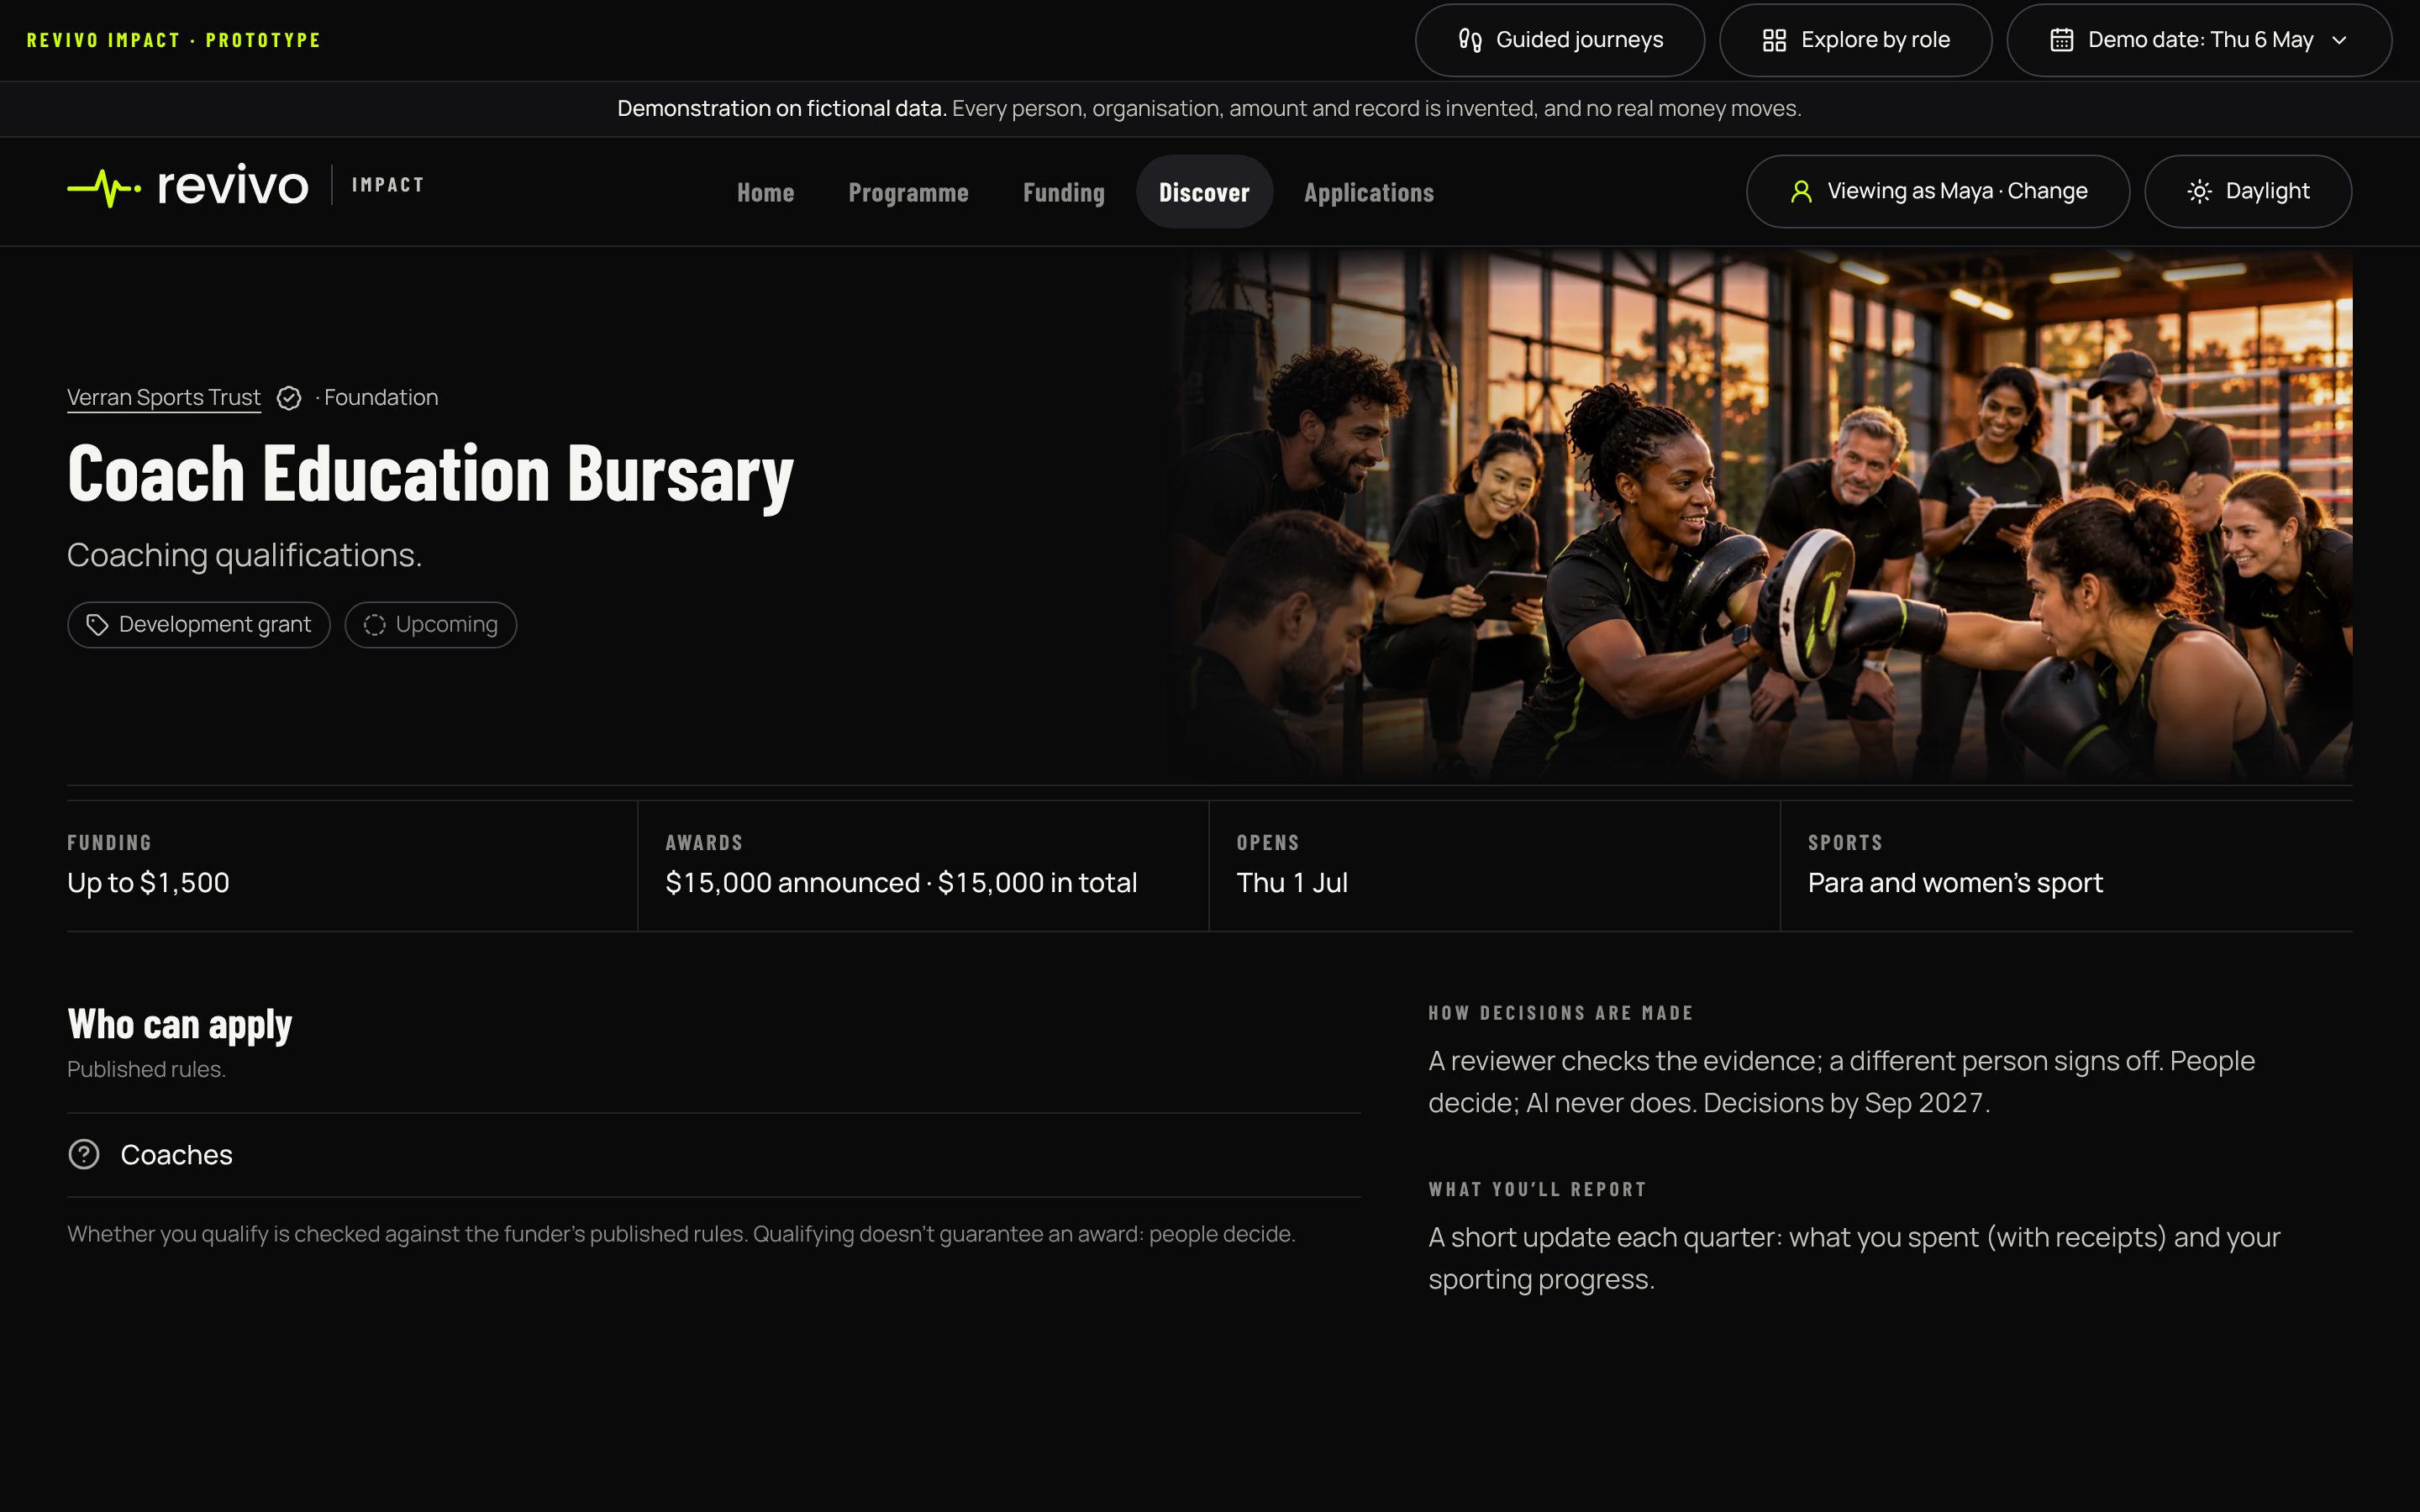 REVIVO IMPACT · PROTOTYPE
Guided journeys
Explore by role
Demo date: Thu 6 May
Demonstration on fictional data. Every person, organisation, amount and record is invented, and no real money moves.
revivo
IMPACT
Home
Programme
Funding
Discover
Applications
Viewing as Maya · Change
Daylight
Verran Sports Trust · Foundation
Coach Education Bursary
Coaching qualifications.
Development grant
Upcoming
FUNDING
Up to $1,500
AWARDS
$15,000 announced · $15,000 in total
OPENS
Thu 1 Jul
SPORTS
Para and women’s sport
Who can apply
Published rules.
Coaches
Whether you qualify is checked against the funder’s published rules. Qualifying doesn’t guarantee an award: people decide.
HOW DECISIONS ARE MADE
A reviewer checks the evidence; a different person signs off. People
decide; AI never does. Decisions by Sep 2027.
WHAT YOU’LL REPORT
A short update each quarter: what you spent (with receipts) and your
sporting progress.